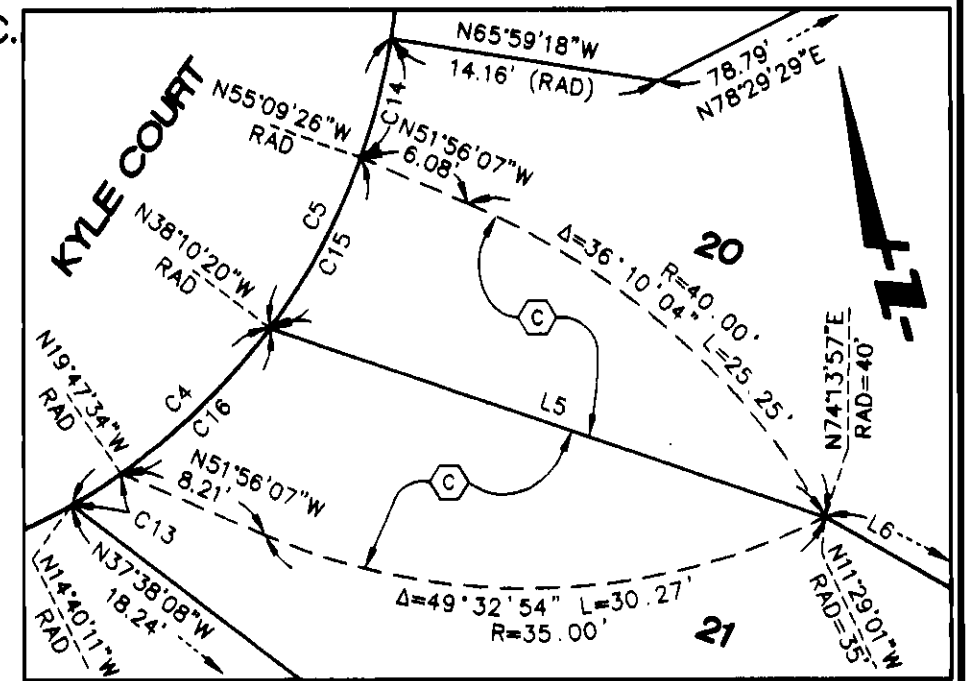 C.
N65°59'18"W
14.16' (RAD)
78.79'
N78°29'29"E
KYLE COURT
N55°09'26"W
RAD
C14
N51°56'07"W
6.08'
C5
C15
N38°10'20"W
RAD
Δ=36°10'04"
R=40.00'
L=25.25'
20
C
N74°13'57"E
RAD=40'
N19°47'34"W
RAD
C4
C16
L5
N51°56'07"W
8.21'
C
C13
L6
N37°38'08"W
18.24'
N14°40'11"W
RAD
Δ=49°32'54" L=30.27'
R=35.00'
21
N11°29'01"W
RAD=35'